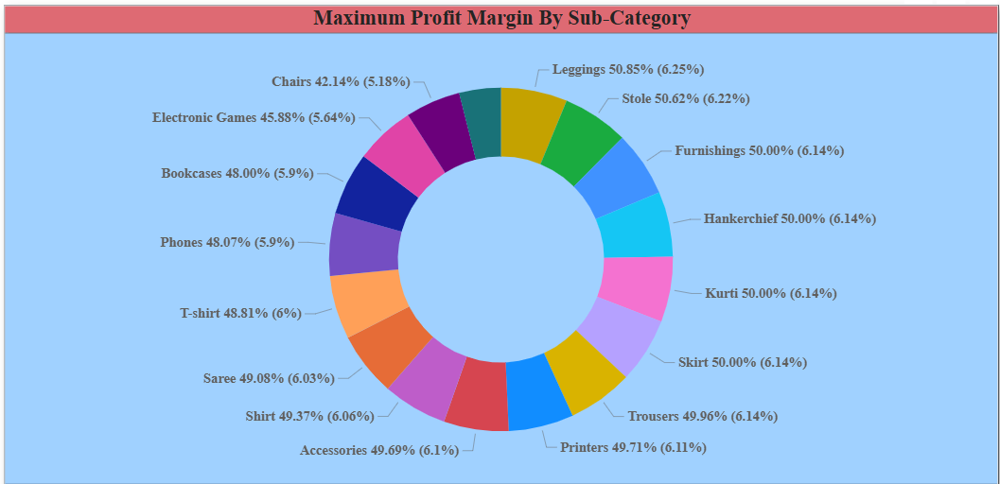 Maximum Profit Margin By Sub-Category
Leggings 50.85% (6.25%)
Stole 50.62% (6.22%)
Furnishings 50.00% (6.14%)
Hankerchief 50.00% (6.14%)
Kurti 50.00% (6.14%)
Skirt 50.00% (6.14%)
Trousers 49.96% (6.14%)
Printers 49.71% (6.11%)
Accessories 49.69% (6.1%)
Shirt 49.37% (6.06%)
Saree 49.08% (6.03%)
T-shirt 48.81% (6%)
Phones 48.07% (5.9%)
Bookcases 48.00% (5.9%)
Electronic Games 45.88% (5.64%)
Chairs 42.14% (5.18%)